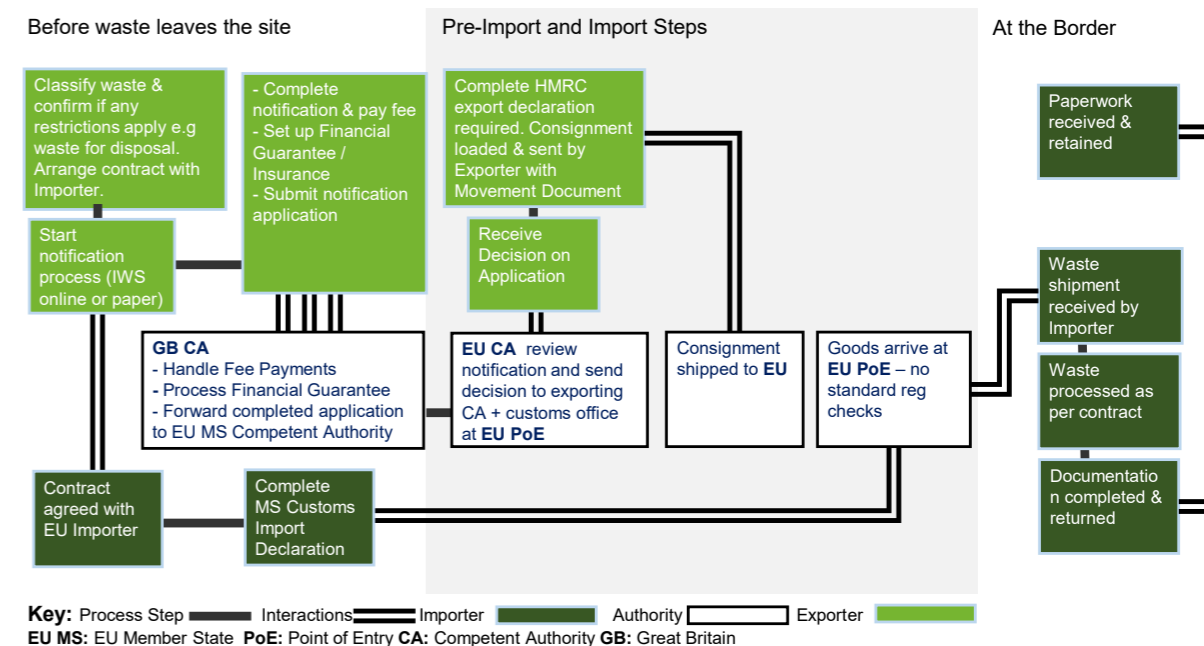 Before waste leaves the site
Pre-Import and Import Steps
At the Border
Classify waste &
confirm if any
restrictions apply e.g
waste for disposal.
Arrange contract with
Importer.
- Complete
notification & pay fee
- Set up Financial
Guarantee /
Insurance
- Submit notification
application
Complete HMRC
export declaration
required. Consignment
loaded & sent by
Exporter with
Movement Document
Paperwork
received &
retained
Start
notification
process (IWS
online or paper)
Receive
Decision on
Application
Waste
shipment
received by
Importer
GB CA
- Handle Fee Payments
- Process Financial Guarantee
- Forward completed application
to EU MS Competent Authority
EU CA review
notification and send
decision to exporting
CA + customs office
at EU PoE
Consignment
shipped to EU
Goods arrive at
EU PoE – no
standard reg
checks
Waste
processed as
per contract
Contract
agreed with
EU Importer
Complete
MS Customs
Import
Declaration
Documentatio
n completed &
returned
Key: Process Step Interactions Importer Authority Exporter
EU MS: EU Member State PoE: Point of Entry CA: Competent Authority GB: Great Britain